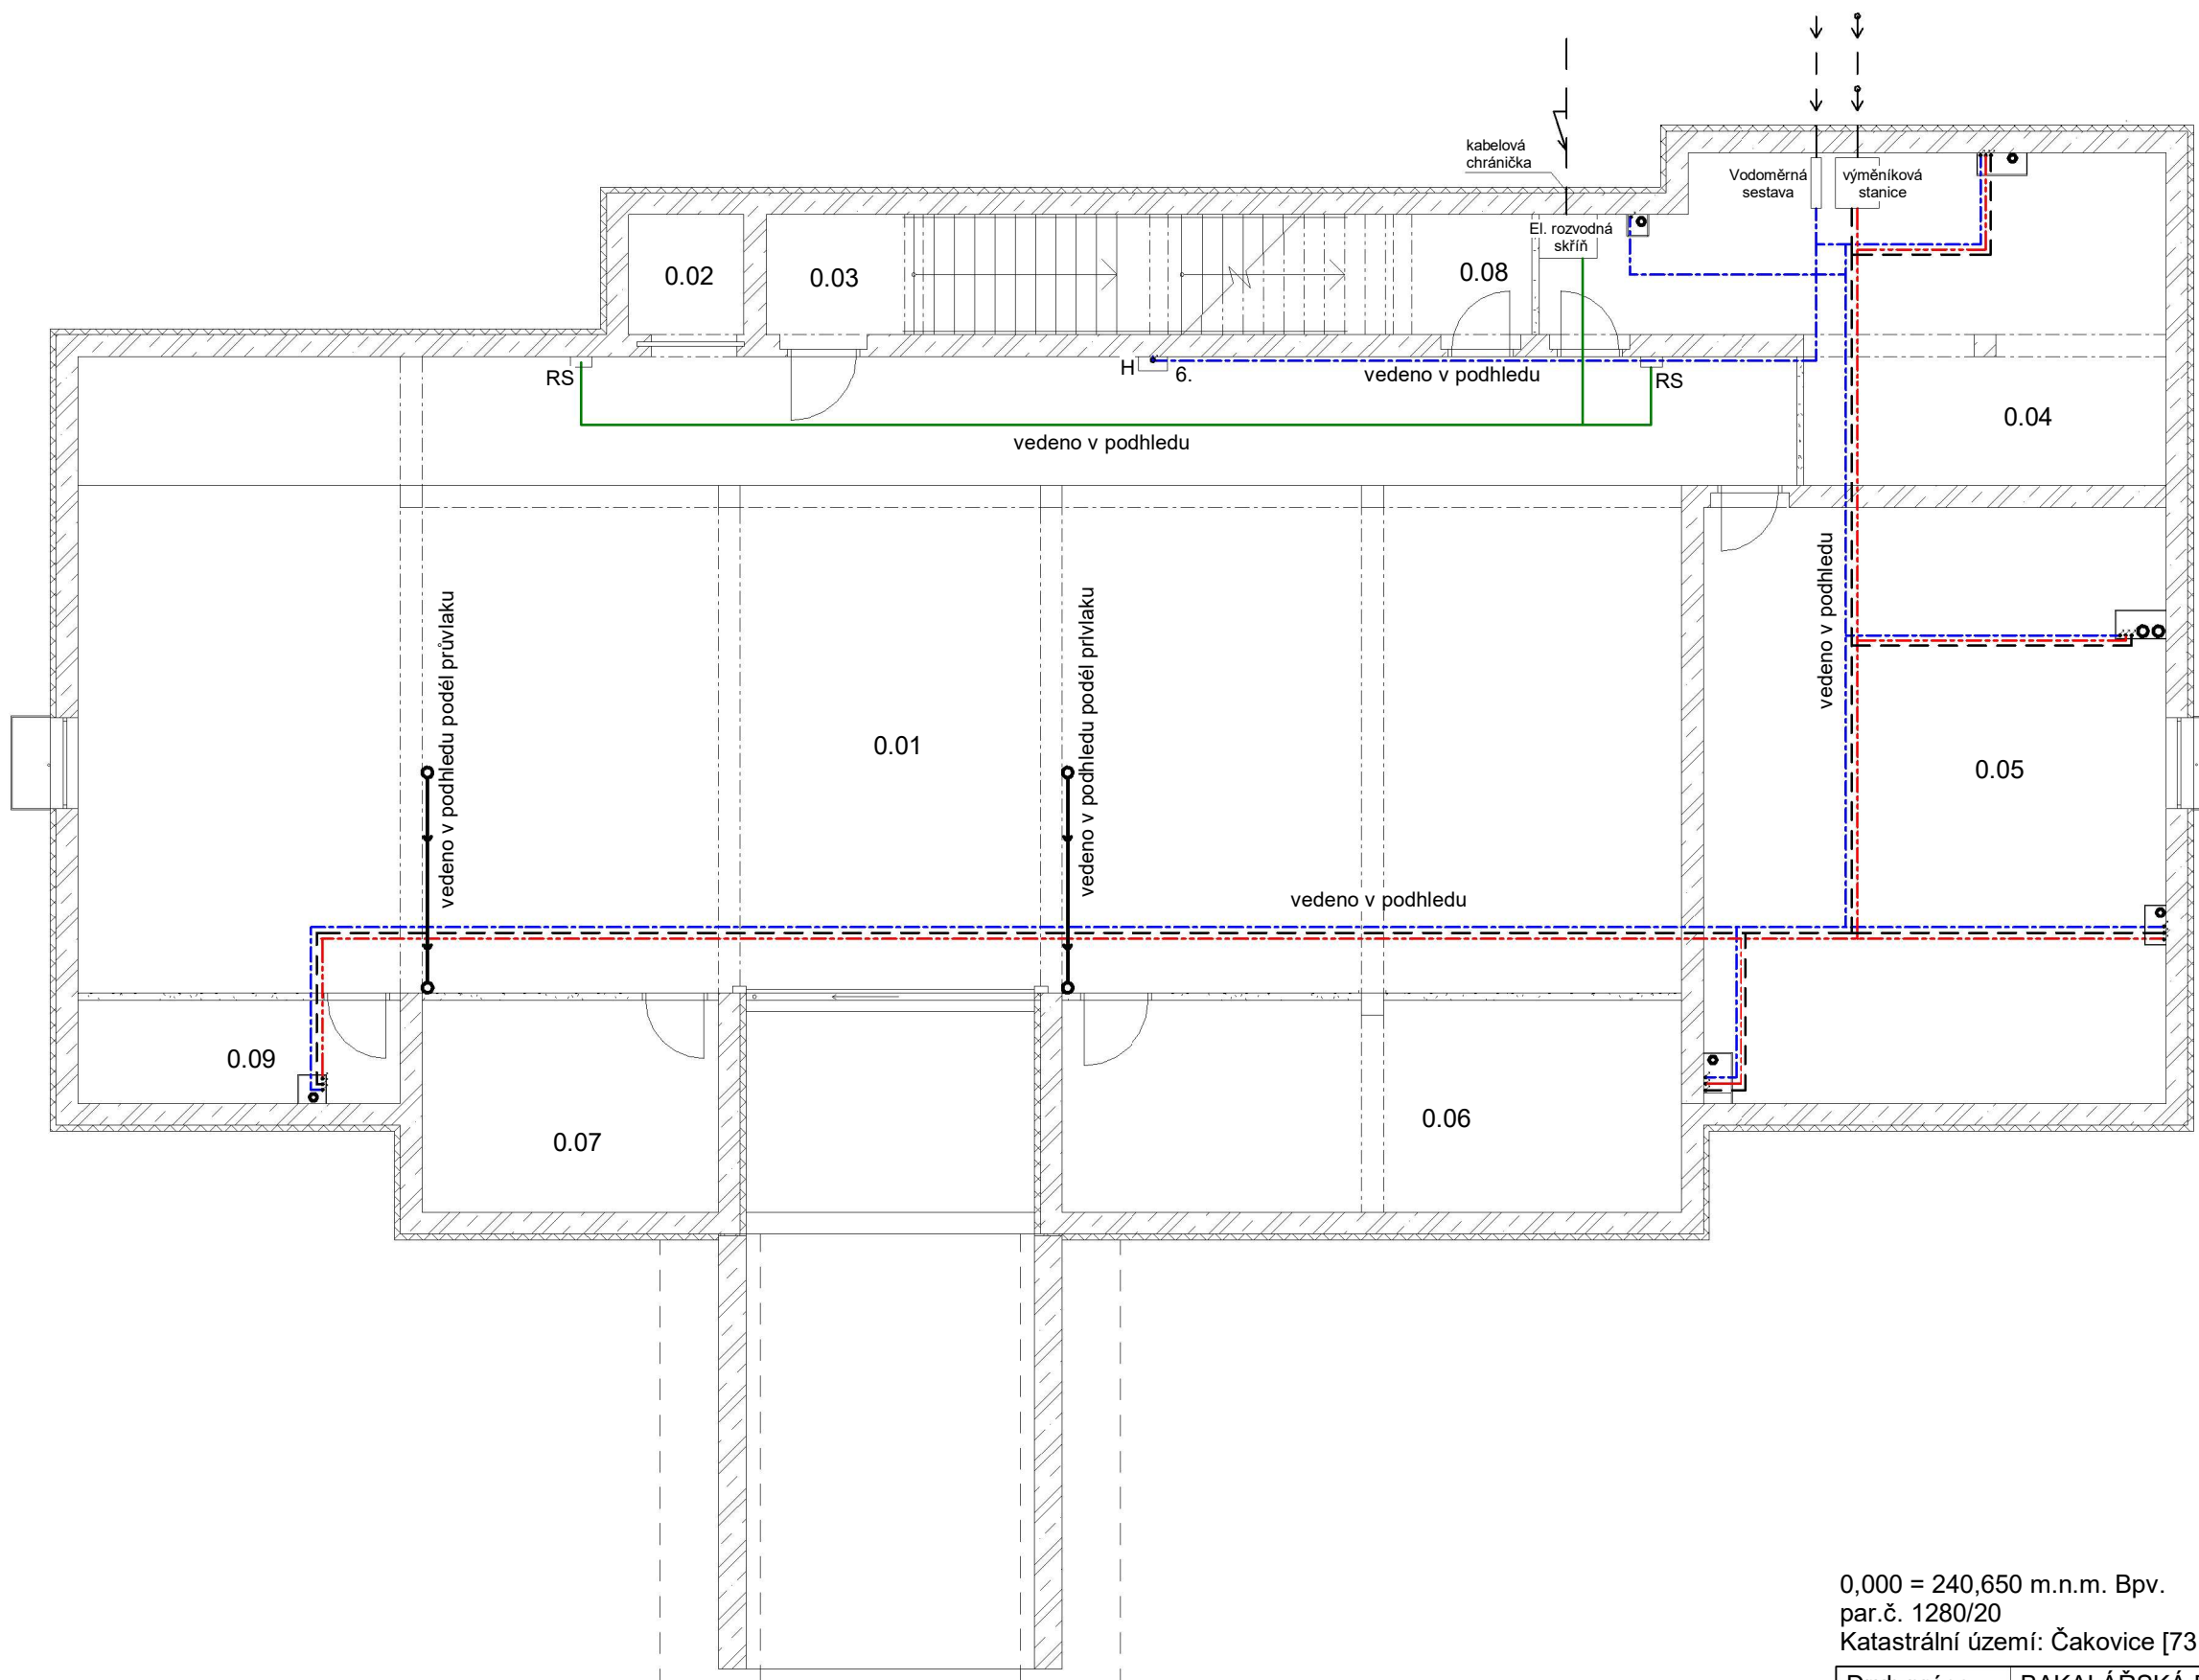 kabelová
chránička
Vodoměrná
sestava
výměníková
stanice
El. rozvodná
skříň
0.02
0.03
0.08
RS
H
6.
vedeno v podhledu
RS
0.04
vedeno v podhledu
vedeno v podhledu
vedeno v podhledu podél průvlaku
vedeno v podhledu podél prlvlaku
0.01
0.05
vedeno v podhledu
0.09
0.07
0.06
0,000 = 240,650 m.n.m. Bpv.
par.č. 1280/20
Katastrální území: Čakovice [73